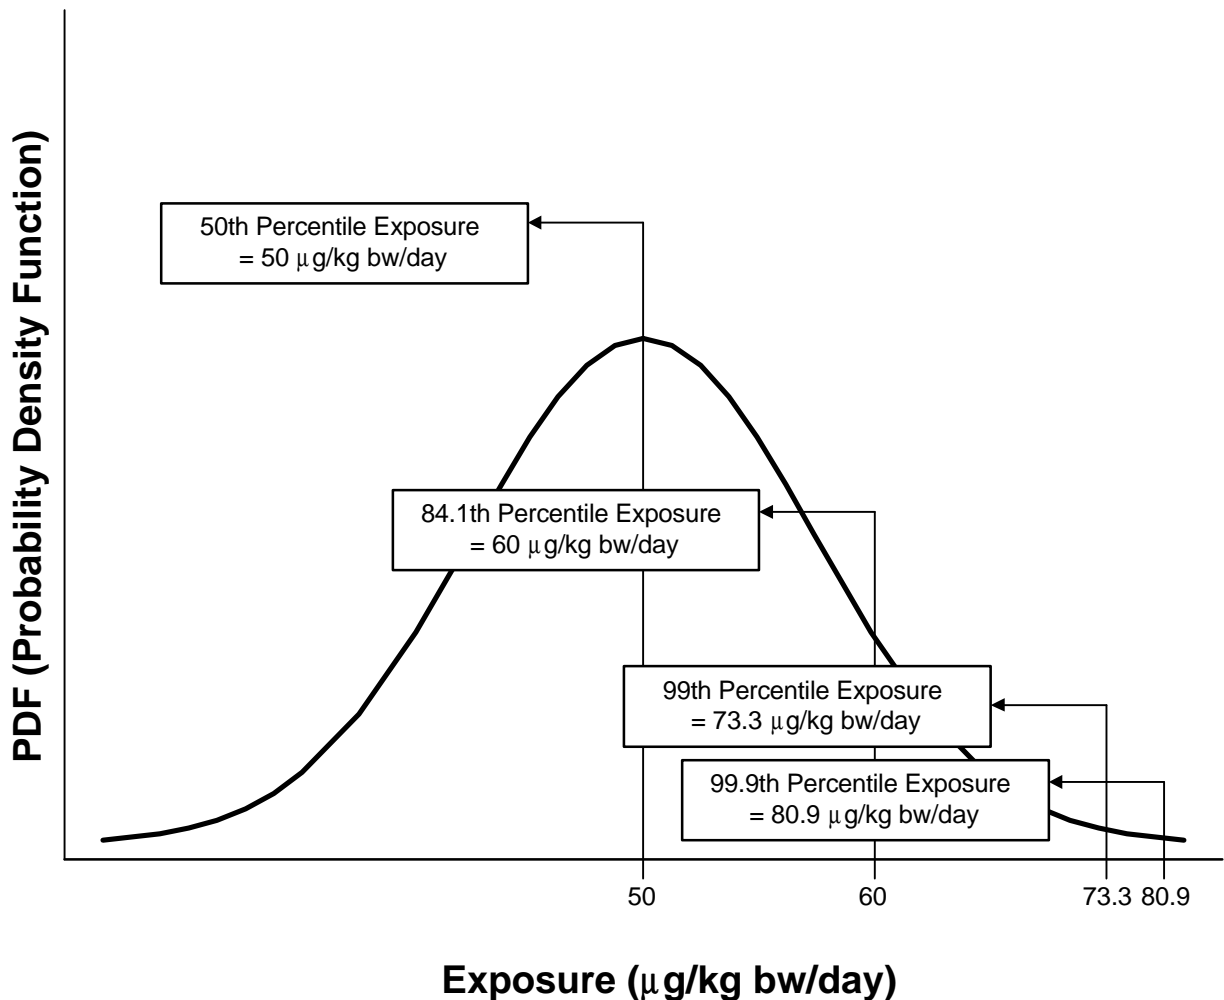 PDF (Probability Density Function)
50th Percentile Exposure
= 50 μg/kg bw/day
84.1th Percentile Exposure
= 60 μg/kg bw/day
99th Percentile Exposure
= 73.3 μg/kg bw/day
99.9th Percentile Exposure
= 80.9 μg/kg bw/day
50 60 73.3 80.9
Exposure (μg/kg bw/day)